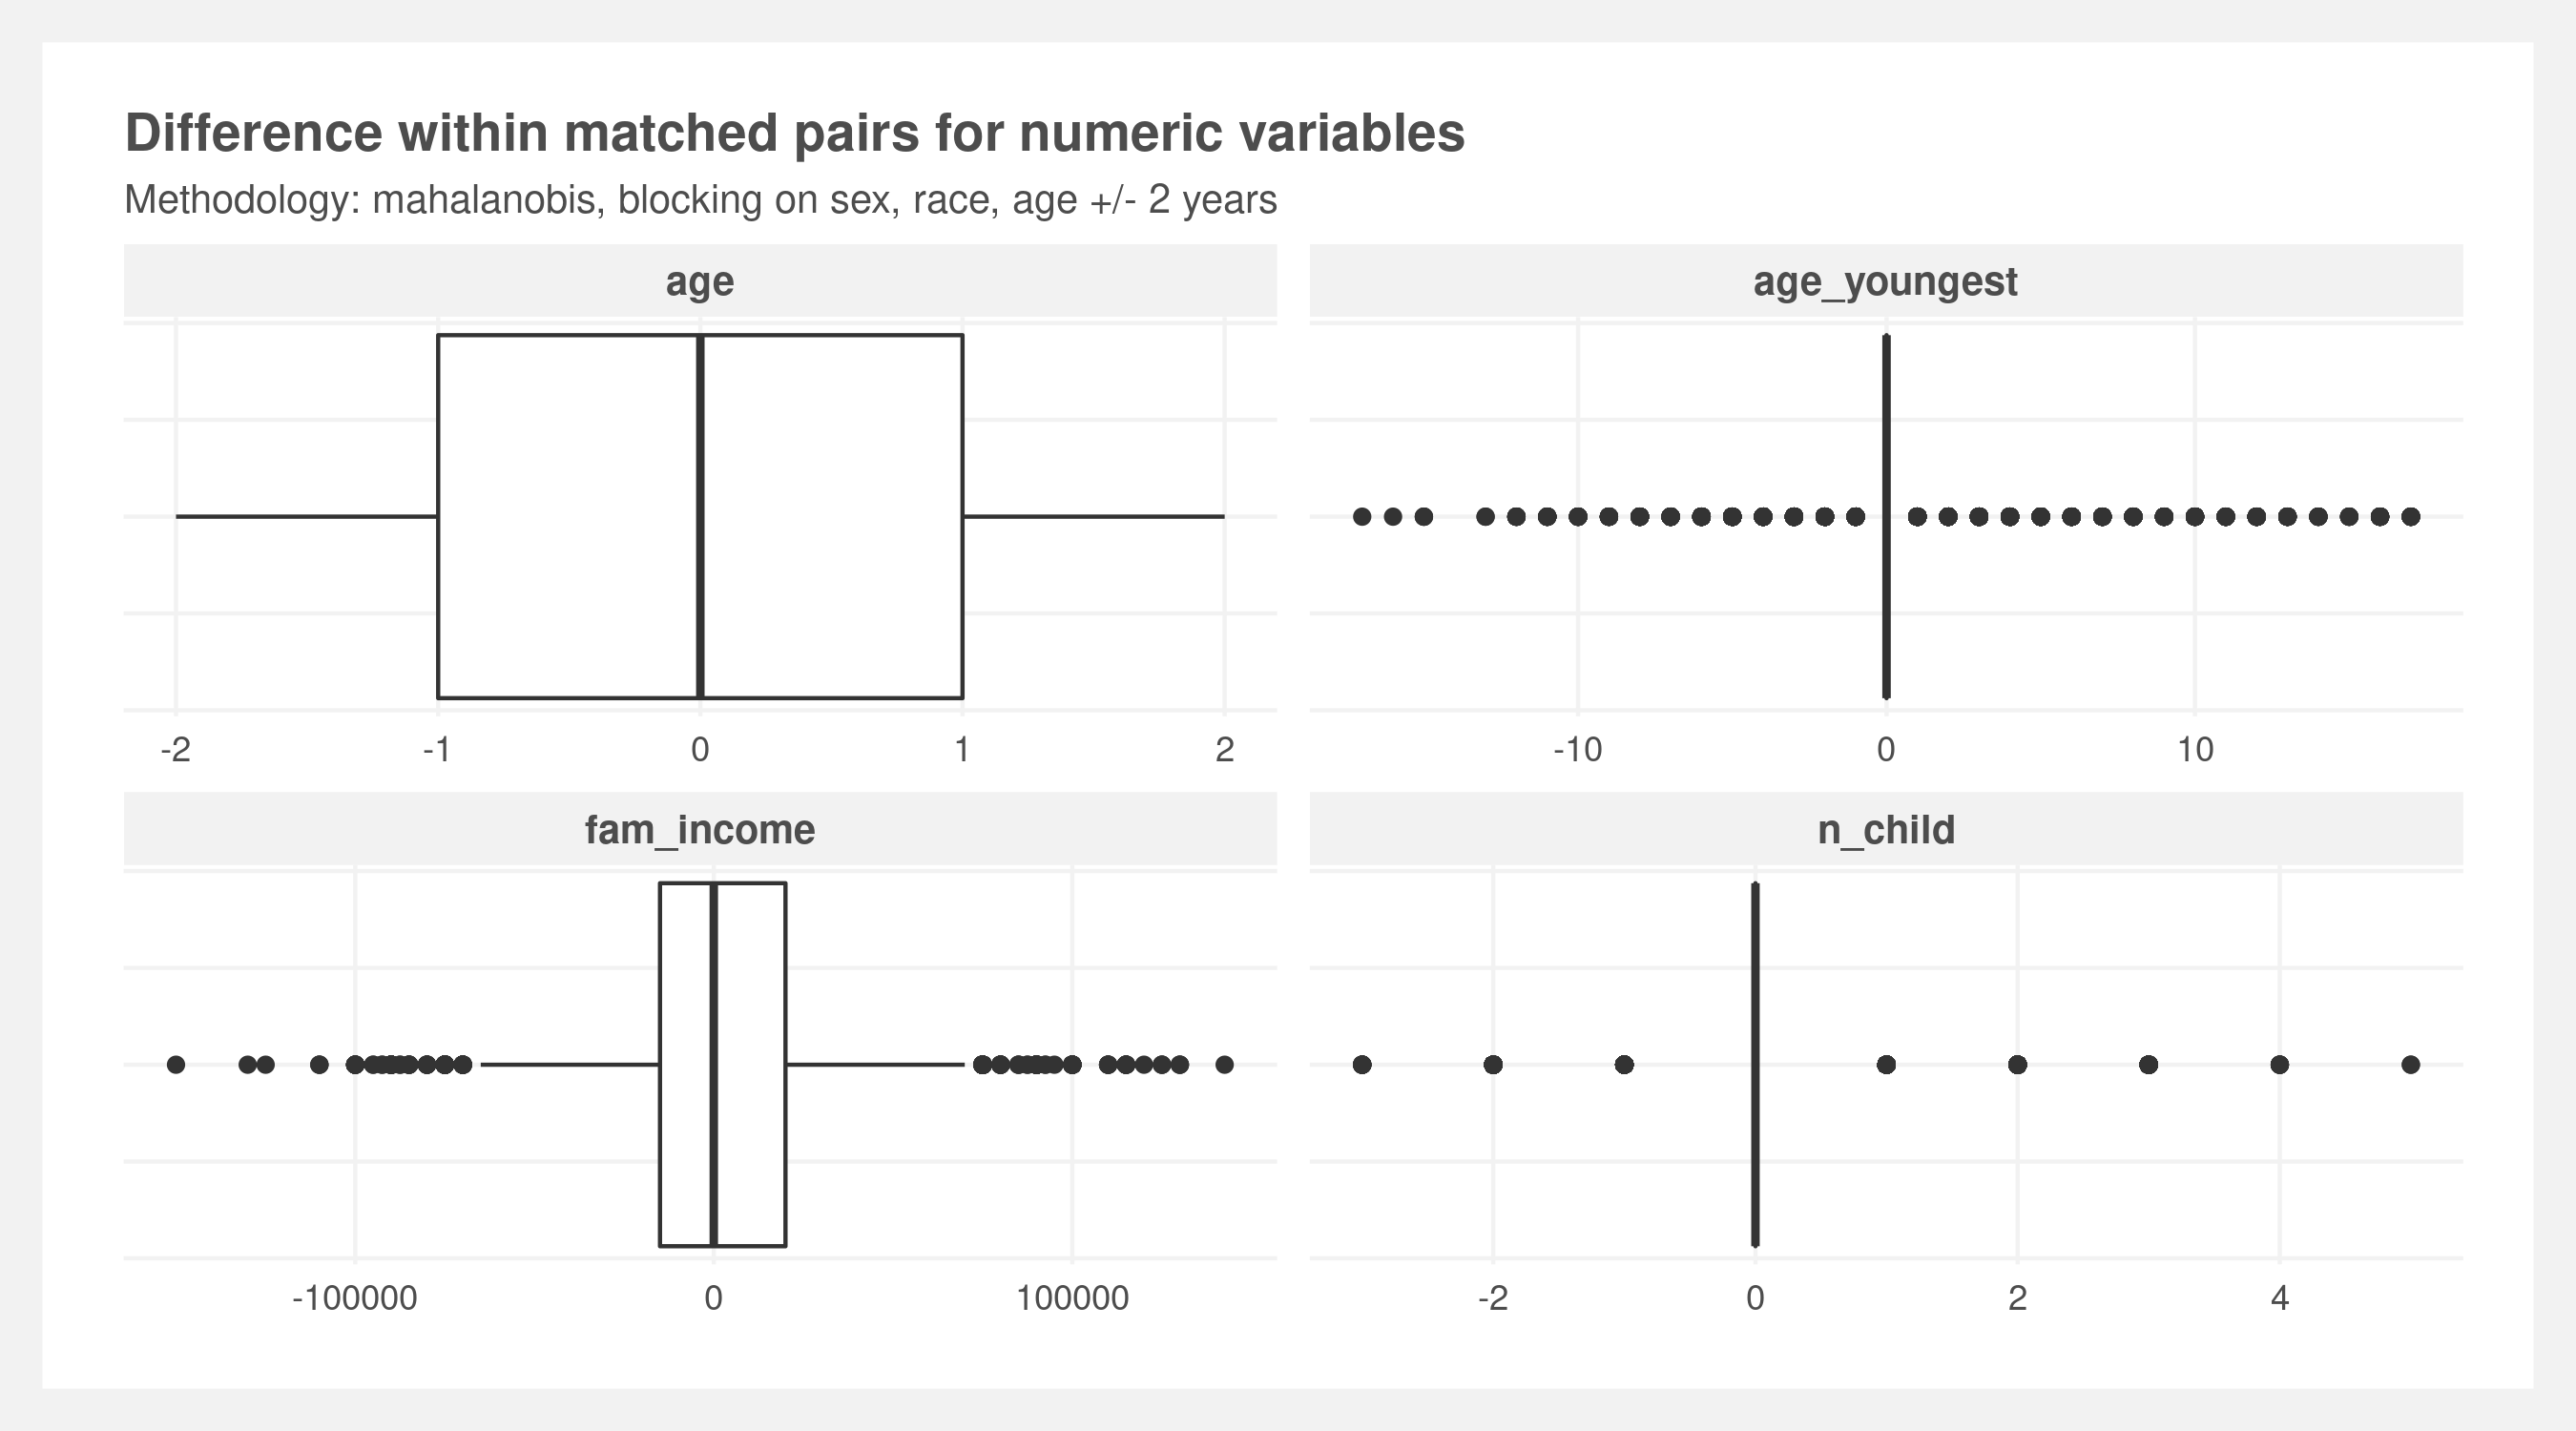 Difference within matched pairs for numeric variables
Methodology: mahalanobis, blocking on sex, race, age +/- 2 years
age
age_youngest
-2 -1 0 1 2
-10 0 10
fam_income
n_child
-100000 0 100000
-2 0 2 4